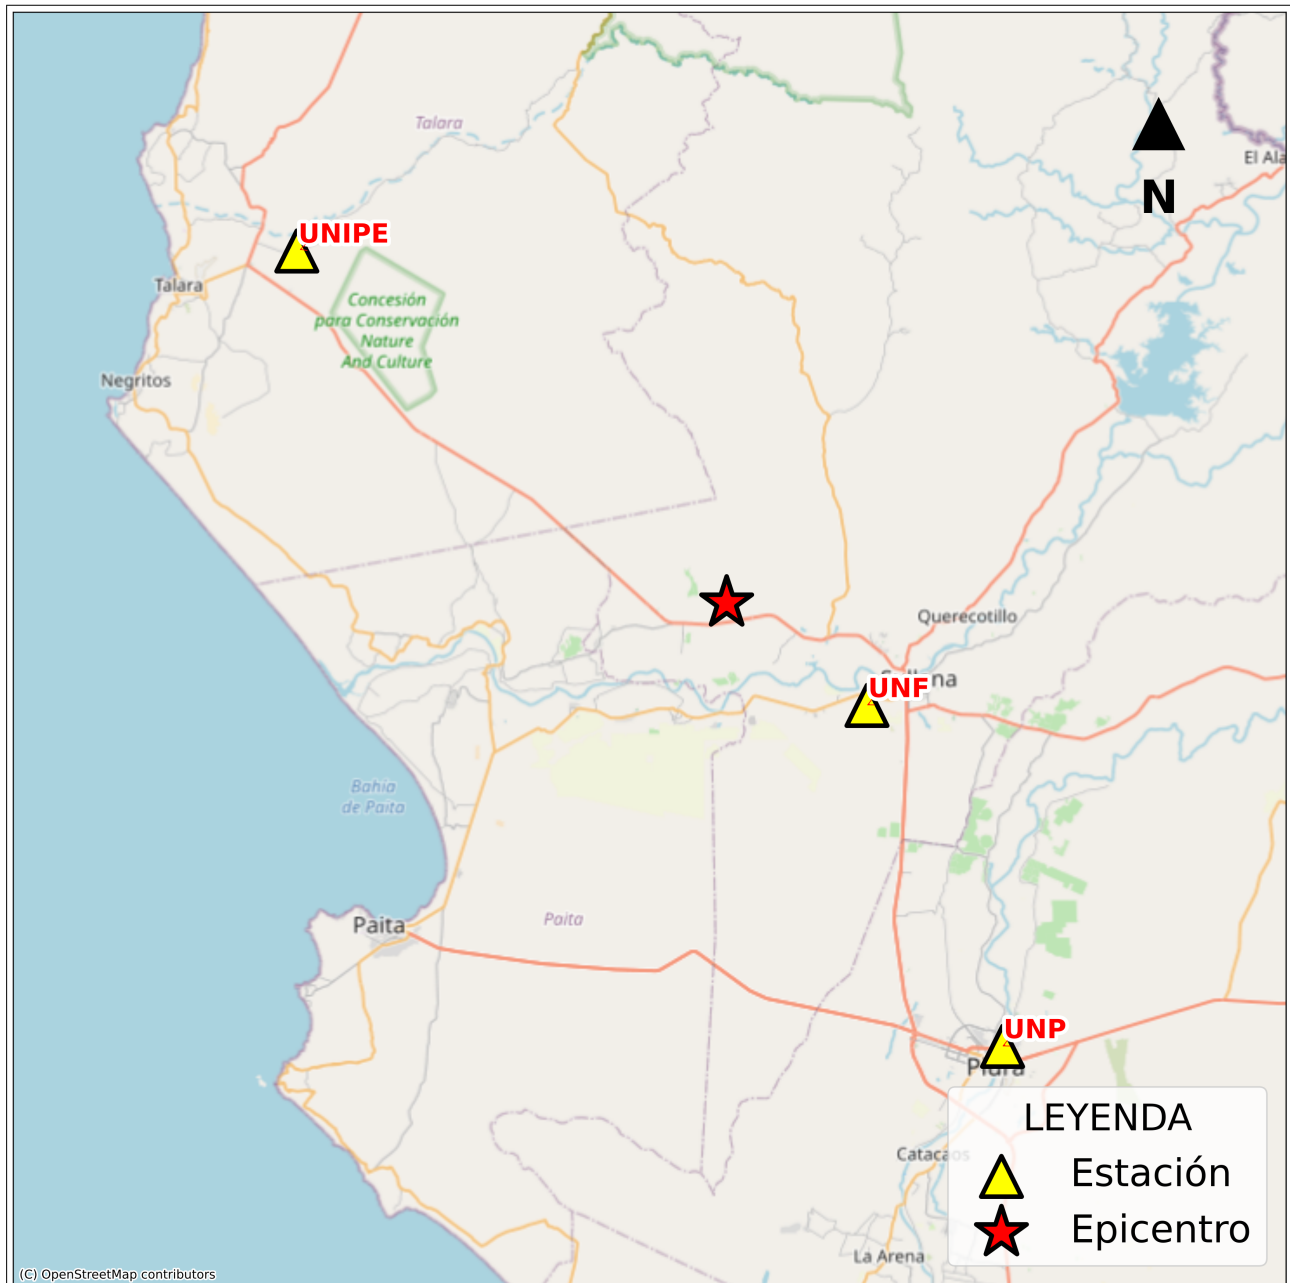 Talara
N
El Ala
UNIPE
Talara
Concesión
para Conservación
Nature
And Culture
Negritos
Querecotillo
UNF
Bahía
de Paita
Paita
Paita
UNP
Piura
LEYENDA
Estación
Epicentro
Catacaos
La Arena
(C) OpenStreetMap contributors